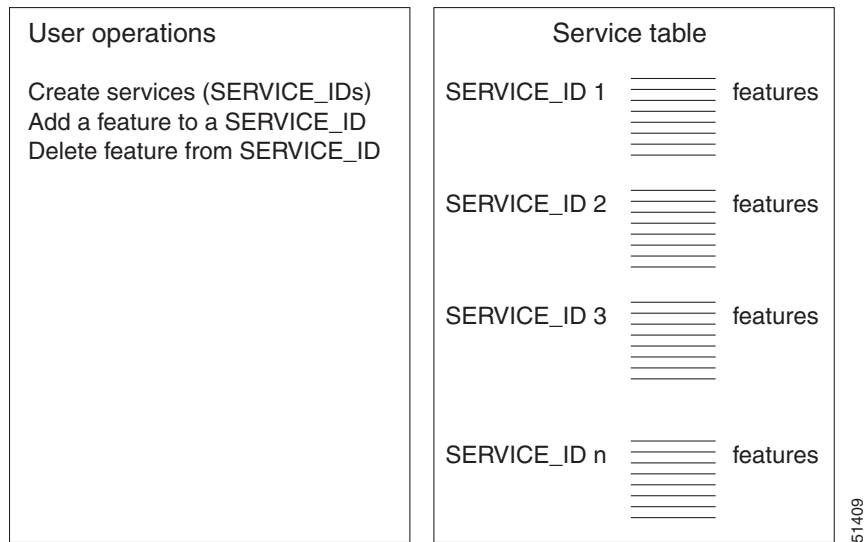 User operations
Create services (SERVICE_IDs)
Add a feature to a SERVICE_ID
Delete feature from SERVICE_ID
Service table
SERVICE_ID 1 features
SERVICE_ID 2 features
SERVICE_ID 3 features
SERVICE_ID n features
51409